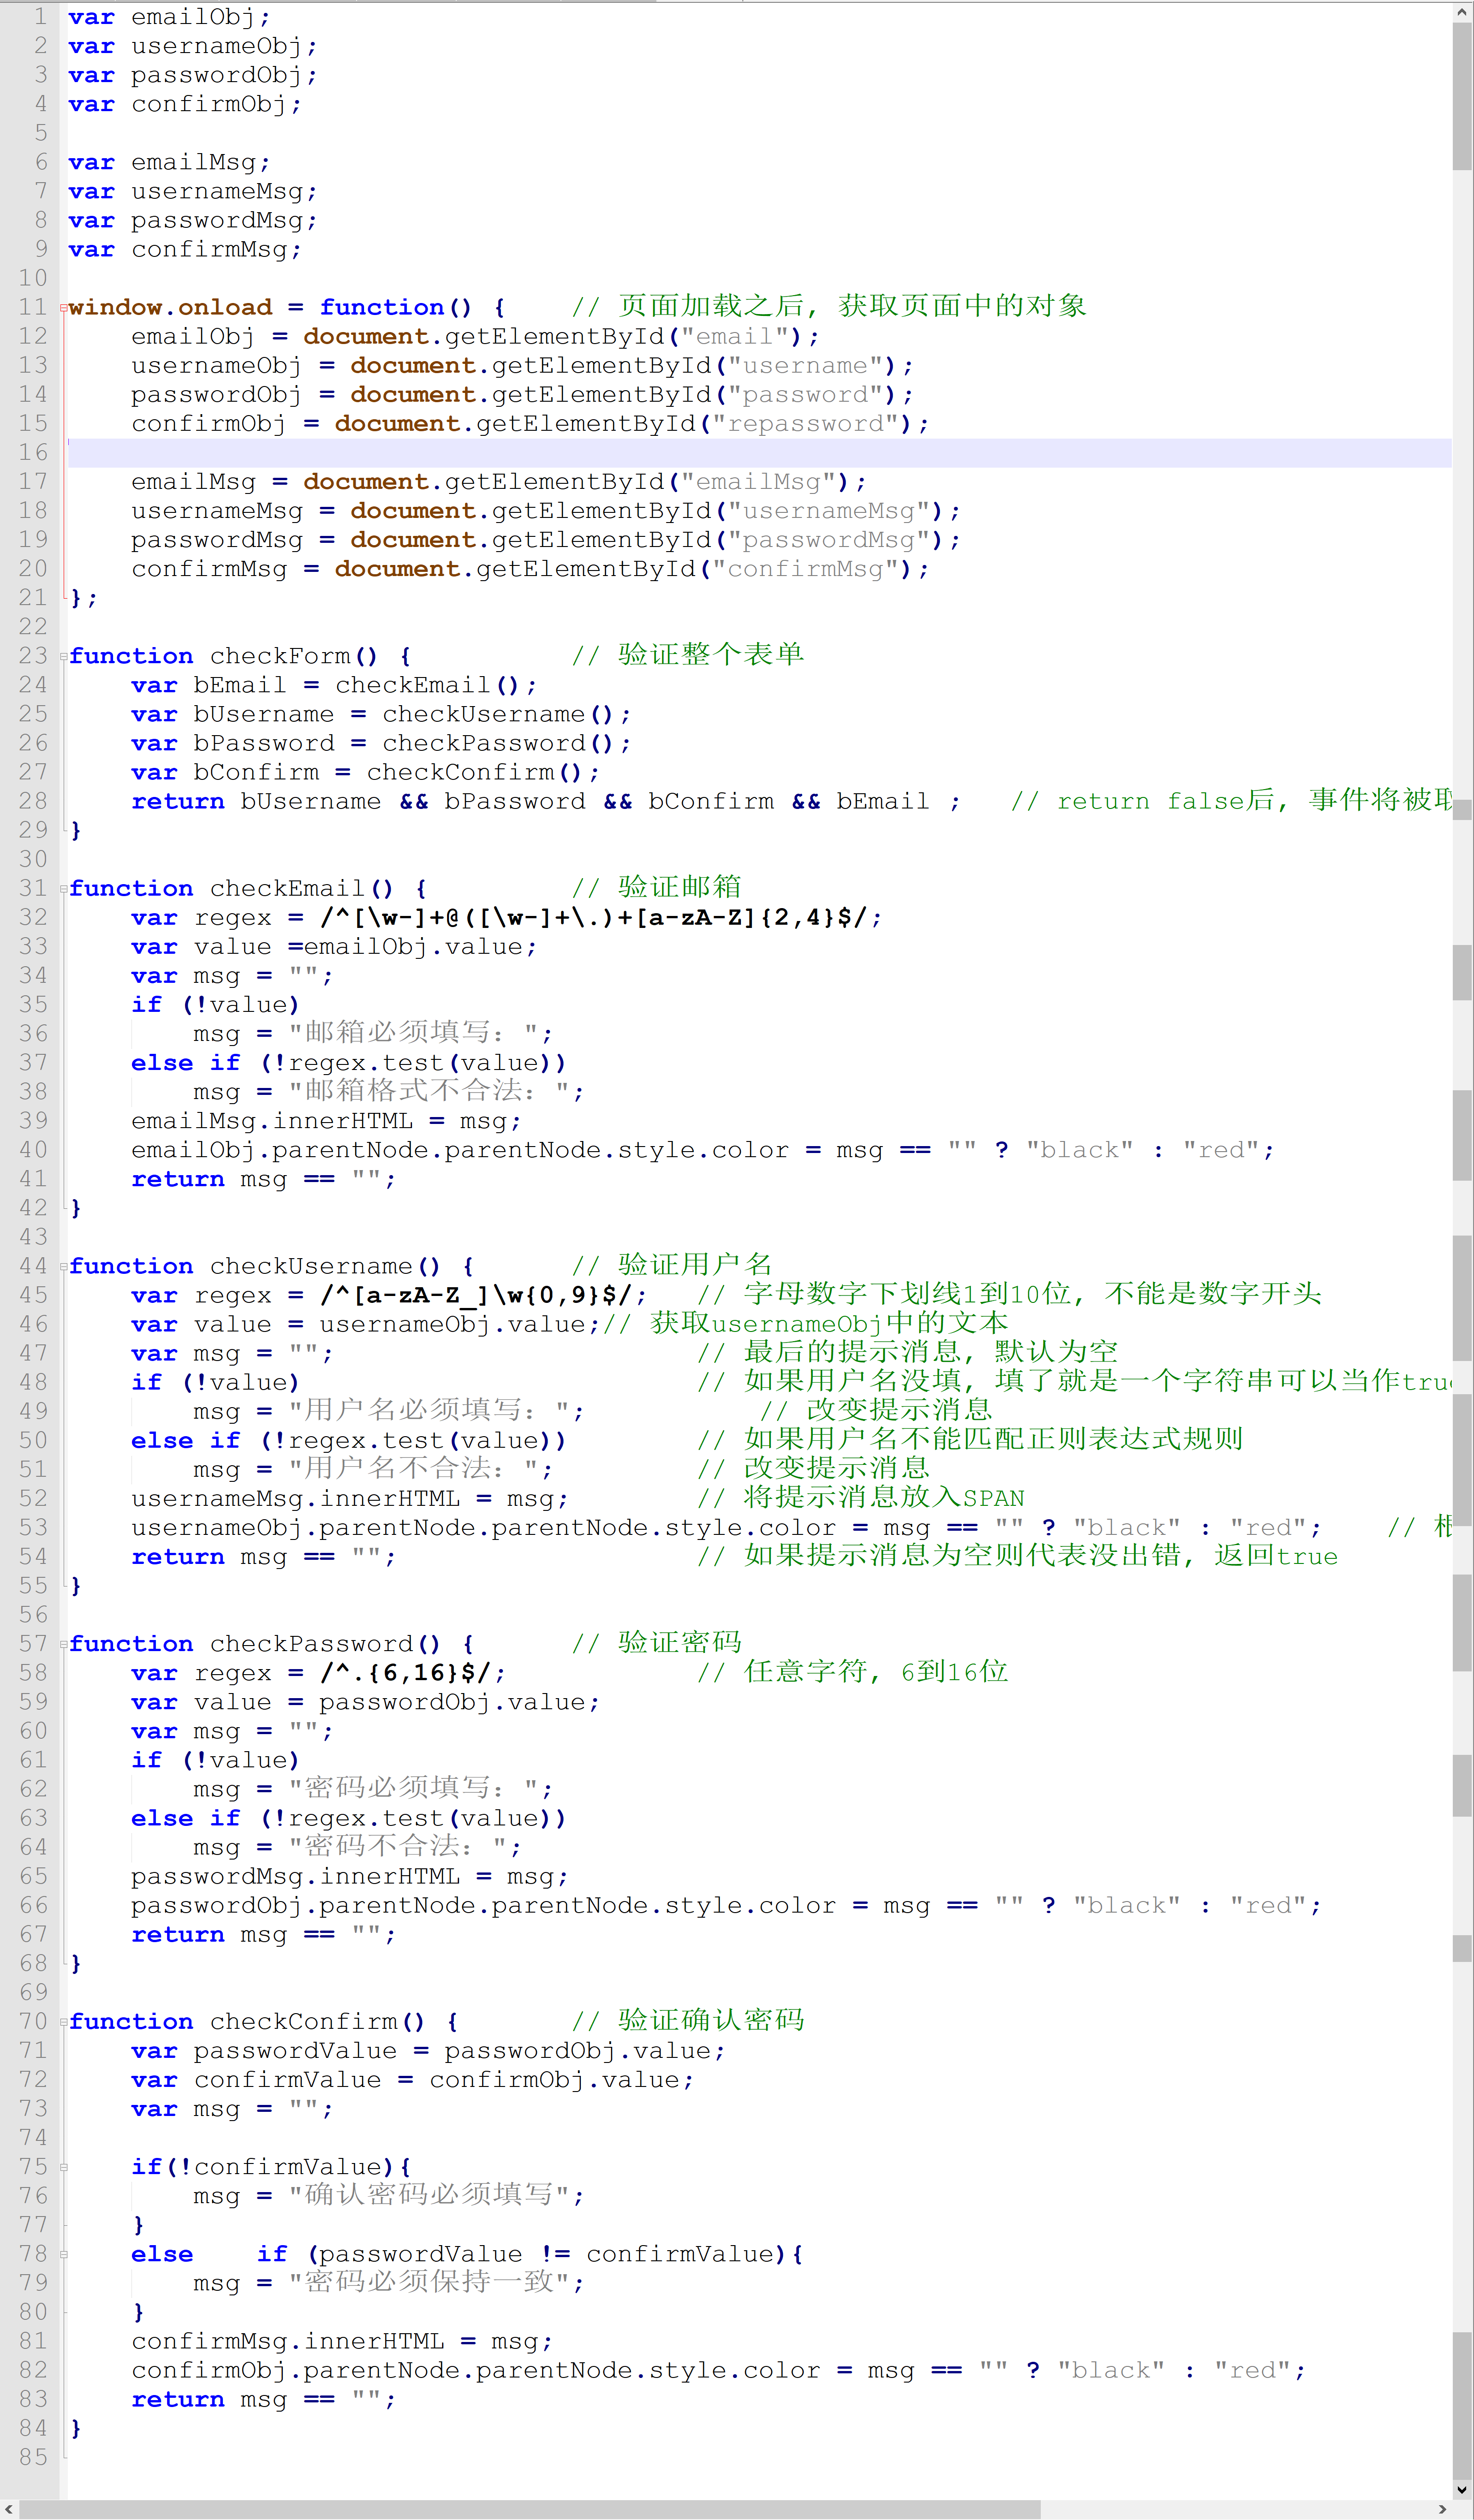 1 var emailObj;
2 var usernameObj;
3 var passwordObj;
4 var confirmObj;
5
6 var emailMsg;
7 var usernameMsg;
8 var passwordMsg;
9 var confirmMsg;
10
11 window.onload = function() {    // 页面加载之后, 获取页面中的对象
12     emailObj = document.getElementById("email");
13     usernameObj = document.getElementById("username");
14     passwordObj = document.getElementById("password");
15     confirmObj = document.getElementById("repassword");
16
17     emailMsg = document.getElementById("emailMsg");
18     usernameMsg = document.getElementById("usernameMsg");
19     passwordMsg = document.getElementById("passwordMsg");
20     confirmMsg = document.getElementById("confirmMsg");
21 };
22
23 function checkForm() {          // 验证整个表单
24     var bEmail = checkEmail();
25     var bUsername = checkUsername();
26     var bPassword = checkPassword();
27     var bConfirm = checkConfirm();
28     return bUsername && bPassword && bConfirm && bEmail ;   // return false后, 事件将被取
29 }
30
31 function checkEmail() {         // 验证邮箱
32     var regex = /^[\w-]+@([\w-]+\.)+[a-zA-Z]{2,4}$/;
33     var value =emailObj.value;
34     var msg = "";
35     if (!value)
36         msg = "邮箱必须填写: ";
37     else if (!regex.test(value))
38         msg = "邮箱格式不合法: ";
39     emailMsg.innerHTML = msg;
40     emailObj.parentNode.parentNode.style.color = msg == "" ? "black" : "red";
41     return msg == "";
42 }
43
44 function checkUsername() {      // 验证用户名
45     var regex = /^[a-zA-Z_]\w{0,9}$/;   // 字母数字下划线1到10位, 不能是数字开头
46     var value = usernameObj.value;// 获取usernameObj中的文本
47     var msg = "";                       // 最后的提示消息, 默认为空
48     if (!value)                         // 如果用户名没填, 填了就是一个字符串可以当作true
49         msg = "用户名必须填写: ";           // 改变提示消息
50     else if (!regex.test(value))        // 如果用户名不能匹配正则表达式规则
51         msg = "用户名不合法: ";         // 改变提示消息
52     usernameMsg.innerHTML = msg;        // 将提示消息放入SPAN
53     usernameObj.parentNode.parentNode.style.color = msg == "" ? "black" : "red";    // 根
54     return msg == "";                   // 如果提示消息为空则代表没出错, 返回true
55 }
56
57 function checkPassword() {      // 验证密码
58     var regex = /^.{6,16}$/;            // 任意字符, 6到16位
59     var value = passwordObj.value;
60     var msg = "";
61     if (!value)
62         msg = "密码必须填写: ";
63     else if (!regex.test(value))
64         msg = "密码不合法: ";
65     passwordMsg.innerHTML = msg;
66     passwordObj.parentNode.parentNode.style.color = msg == "" ? "black" : "red";
67     return msg == "";
68 }
69
70 function checkConfirm() {       // 验证确认密码
71     var passwordValue = passwordObj.value;
72     var confirmValue = confirmObj.value;
73     var msg = "";
74
75     if(!confirmValue){
76         msg = "确认密码必须填写";
77     }
78     else    if (passwordValue != confirmValue){
79         msg = "密码必须保持一致";
80     }
81     confirmMsg.innerHTML = msg;
82     confirmObj.parentNode.parentNode.style.color = msg == "" ? "black" : "red";
83     return msg == "";
84 }
85